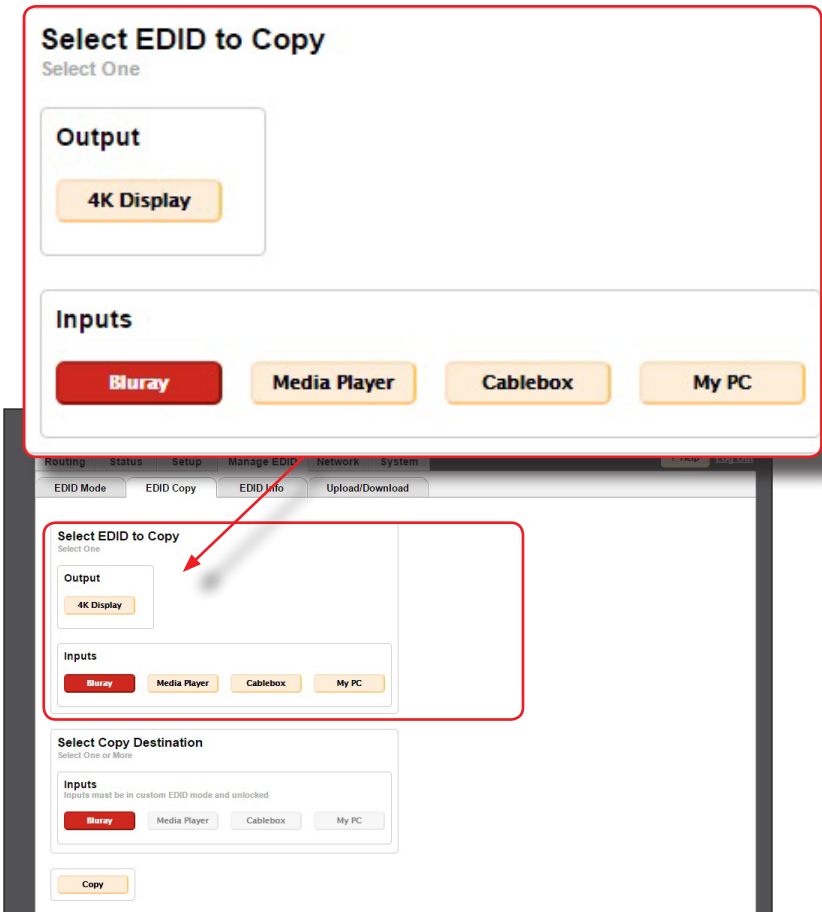 Select EDID to Copy
Select One
Output
4K Display
Inputs
Bluray Media Player Cablebox My PC
Routing Status Setup Manage EDID Network System Log Out
EDID Mode EDID Copy EDID Info Upload/Download
Select EDID to Copy
Select One
Output
4K Display
Inputs
Bluray Media Player Cablebox My PC
Select Copy Destination
Select One or More
Inputs
Inputs must be in custom EDID mode and unlocked
Bluray Media Player Cablebox My PC
Copy